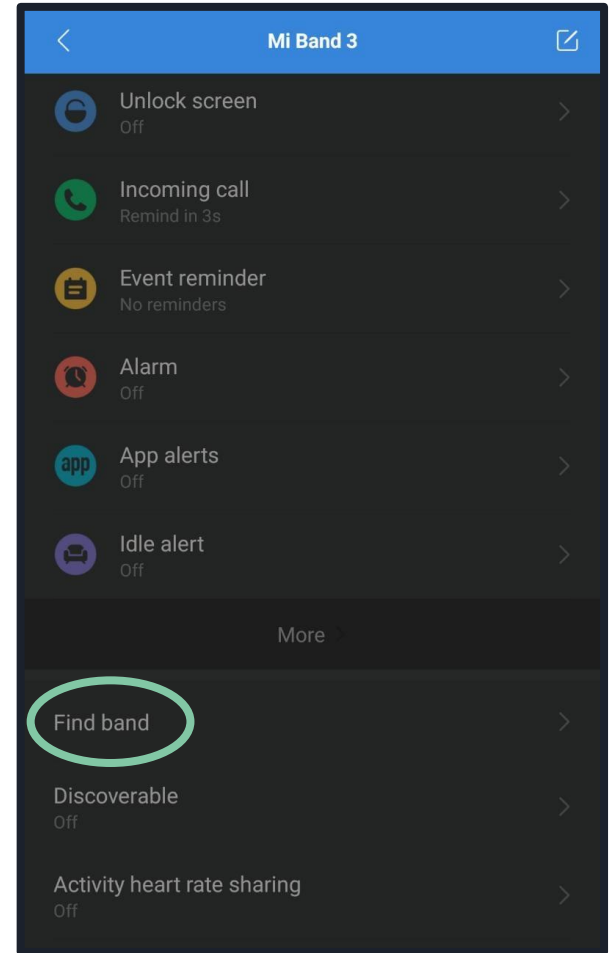 Mi Band 3
Unlock screen
Off
Incoming call
Remind in 3s
Event reminder
No reminders
Alarm
Off
app
App alerts
Off
Idle alert
Off
More
Find band
Discoverable
Off
Activity heart rate sharing
Off